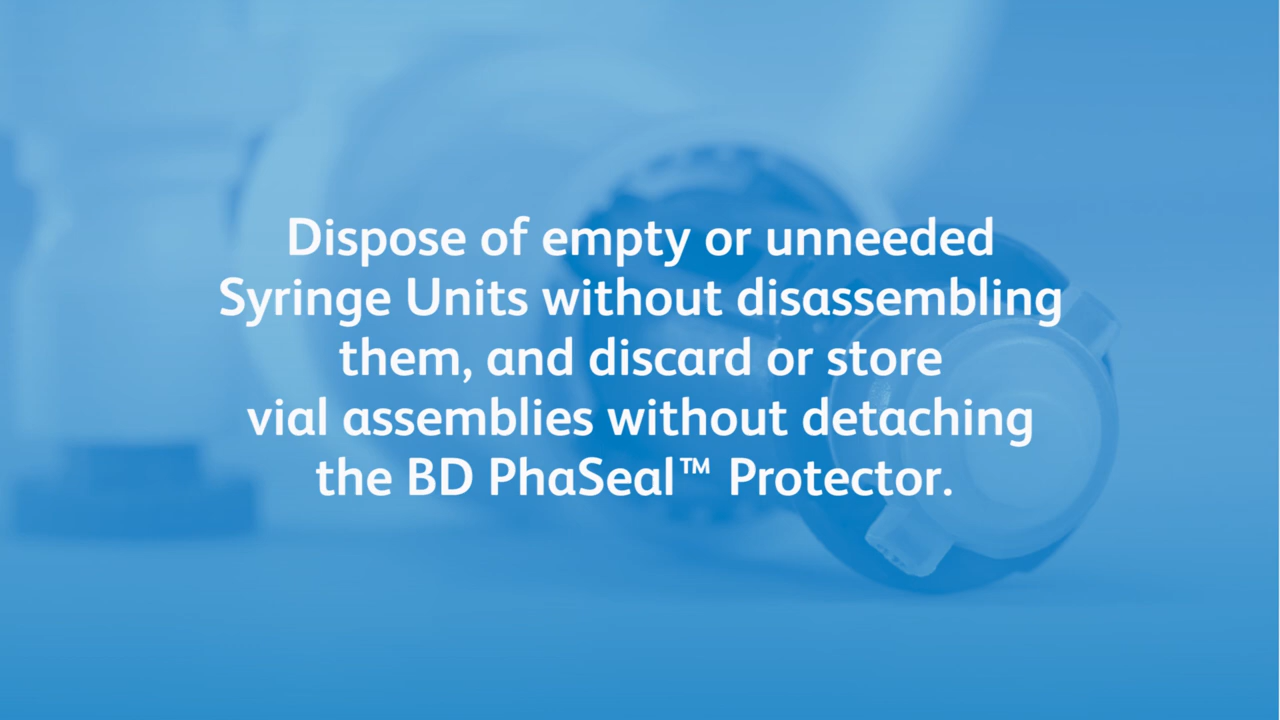 Dispose of empty or unneeded
Syringe Units without disassembling
them, and discard or store
vial assemblies without detaching
the BD PhaSeal™ Protector.